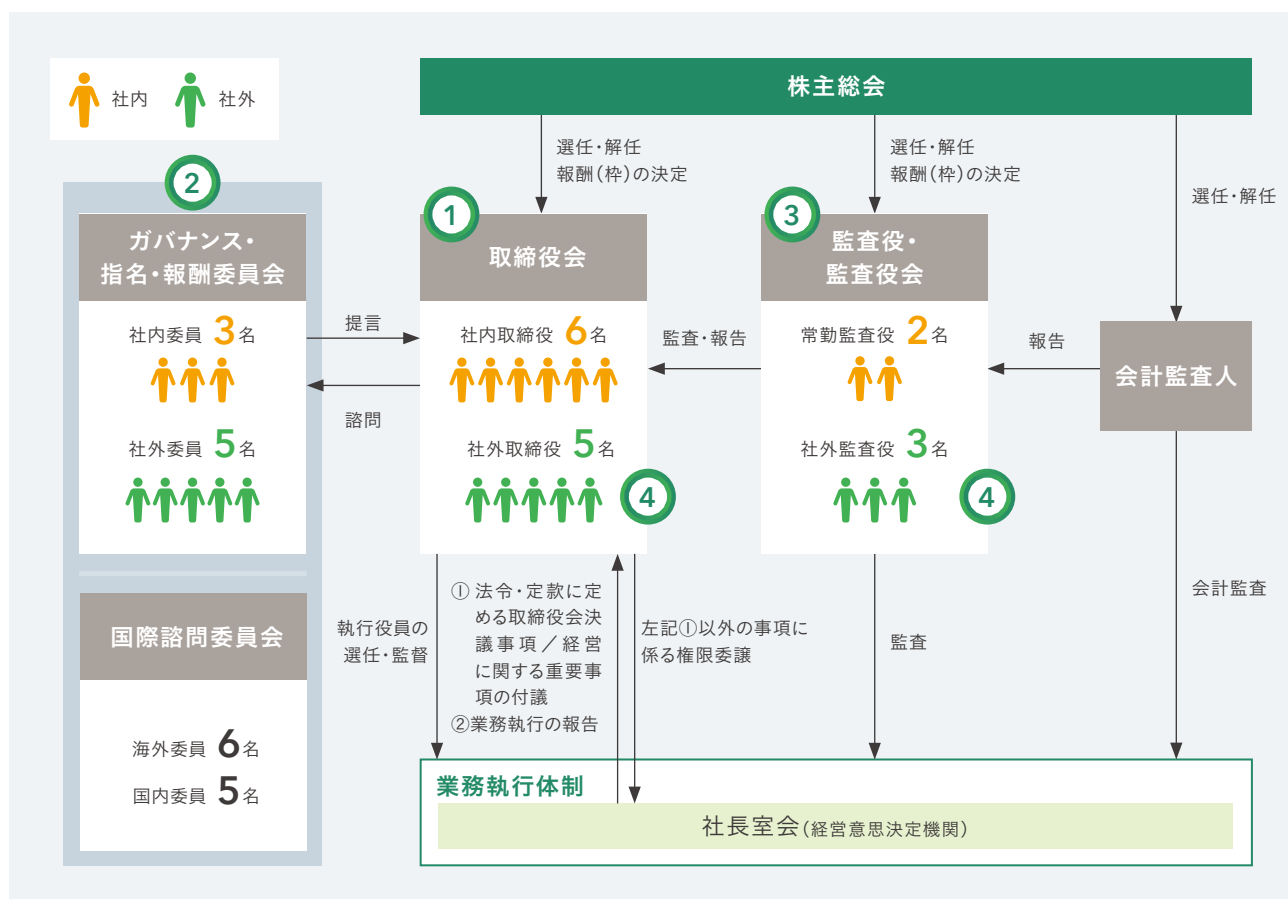 社内
社外
株主総会
選任・解任
報酬(枠)の決定
選任・解任
報酬(枠)の決定
選任・解任
2
ガバナンス・
指名・報酬委員会
社内委員 3名
社外委員 5名
提言
諮問
1
取締役会
社内取締役 6名
社外取締役 5名
4
監査・報告
3
監査役・
監査役会
常勤監査役 2名
社外監査役 3名
4
報告
会計監査人
国際諮問委員会
海外委員 6名
国内委員 5名
執行役員の
選任・監督
① 法令・定款に定
める取締役会決
議事項/経営
に関する重要事
項の付議
②業務執行の報告
左記①以外の事項に
係る権限委譲
監査
会計監査
業務執行体制
社長室会(経営意思決定機関)